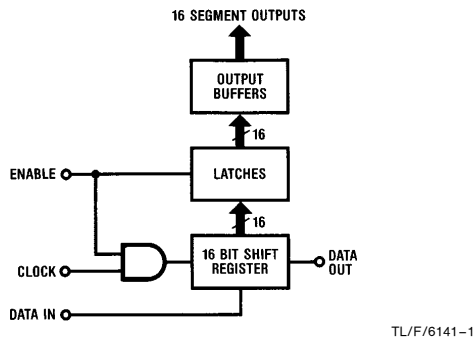 16 SEGMENT OUTPUTS
OUTPUT
BUFFERS
16
ENABLE
LATCHES
16
16 BIT SHIFT
REGISTER
DATA
OUT
CLOCK
DATA IN
TL/F/6141–1